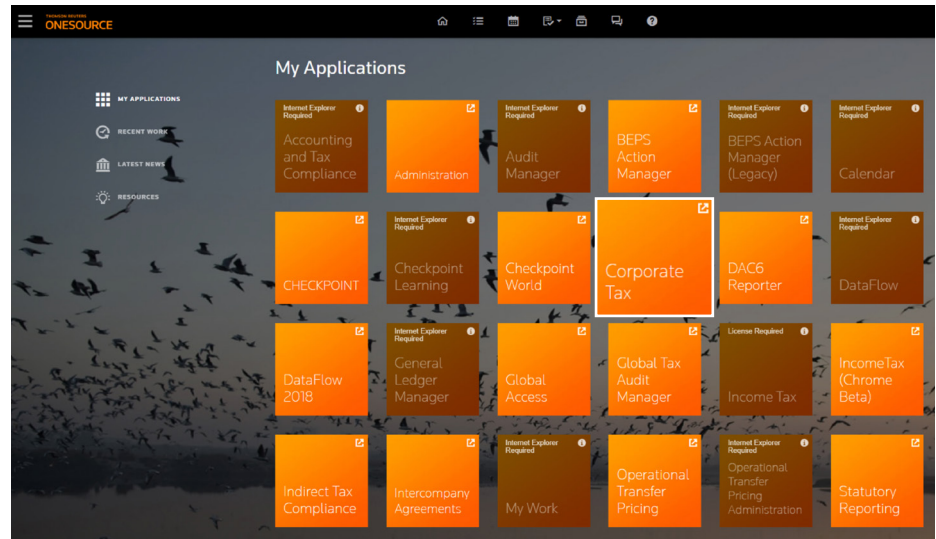 THOMSON REUTERS
ONESOURCE
My Applications
MY APPLICATIONS
RECENT WORK
LATEST NEWS
RESOURCES
Internet Explorer
Required
Accounting
and Tax
Compliance
Administration
Internet Explorer
Required
Audit
Manager
BEPS
Action
Manager
Internet Explorer
Required
BEPS Action
Manager
(Legacy)
Internet Explorer
Required
Calendar
CHECKPOINT
Internet Explorer
Required
Checkpoint
Learning
Checkpoint
World
Corporate
Tax
DAC6
Reporter
Internet Explorer
Required
DataFlow
DataFlow
2018
Internet Explorer
Required
General
Ledger
Manager
Global
Access
Global Tax
Audit
Manager
License Required
Income Tax
IncomeTax
(Chrome
Beta)
Indirect Tax
Compliance
Intercompany
Agreements
Internet Explorer
Required
My Work
Operational
Transfer
Pricing
Internet Explorer
Required
Operational
Transfer
Pricing
Administration
Statutory
Reporting